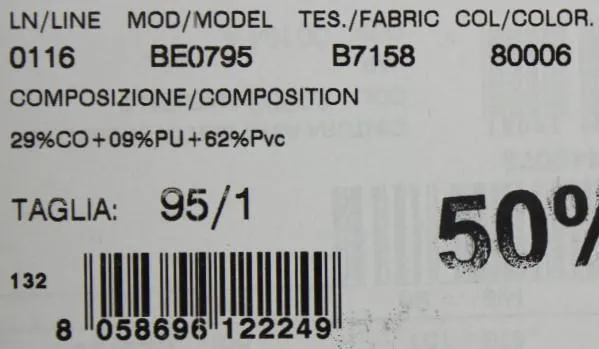 LN/LINE MOD/MODEL TES./FABRIC COL/COLOR.
0116 BE0795 B7158 80006
COMPOSIZIONE/COMPOSITION
29%CO+09%PU+62%Pvc
TAGLIA: 95/1
50%
132
8 058696 122249